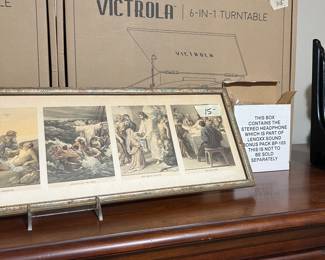 VICTROLA 6-IN-1 TURNTABLE
VICTROLA
15-
THIS BOX
CONTAINS THE
STEREO HEADPHONE
WHICH IS PART OF
LENOXX SOUND
BONUS PACK BP-103
THIS IS NOT TO
BE SOLD
SEPARATELY